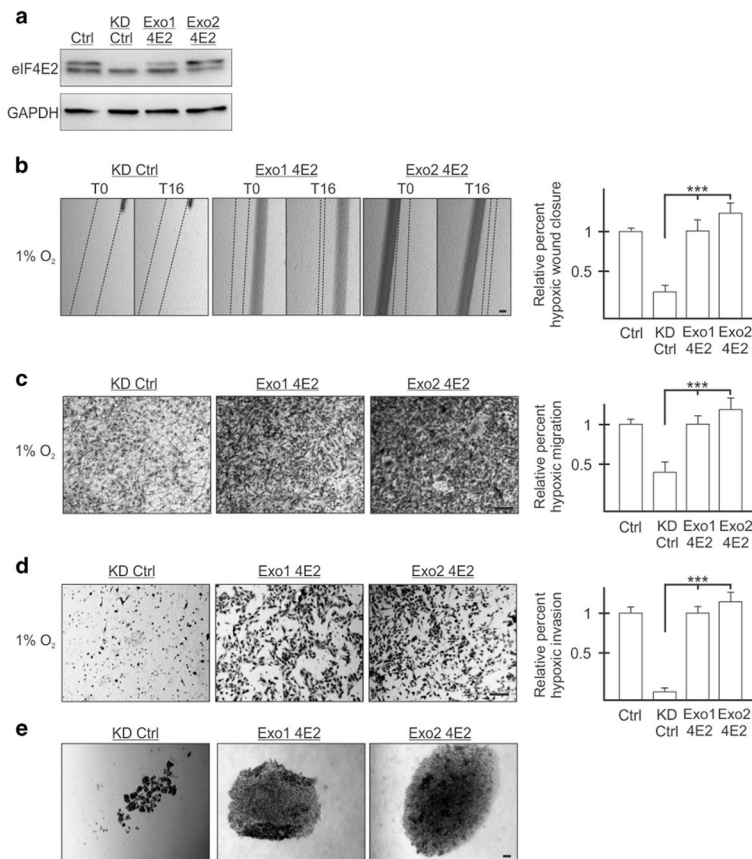 a
Ctrl
KD Ctrl
Exo1 4E2
Exo2 4E2
eIF4E2
GAPDH
b
KD Ctrl
Exo1 4E2
Exo2 4E2
T0 T16 T0 T16 T0 T16
1% O₂
Relative percent
hypoxic wound closure
1
0.5
***
Ctrl
KD Ctrl
Exo1 4E2
Exo2 4E2
c
KD Ctrl
Exo1 4E2
Exo2 4E2
1% O₂
Relative percent
hypoxic migration
1
0.5
***
Ctrl
KD Ctrl
Exo1 4E2
Exo2 4E2
d
KD Ctrl
Exo1 4E2
Exo2 4E2
1% O₂
Relative percent
hypoxic invasion
1
0.5
***
Ctrl
KD Ctrl
Exo1 4E2
Exo2 4E2
e
KD Ctrl
Exo1 4E2
Exo2 4E2